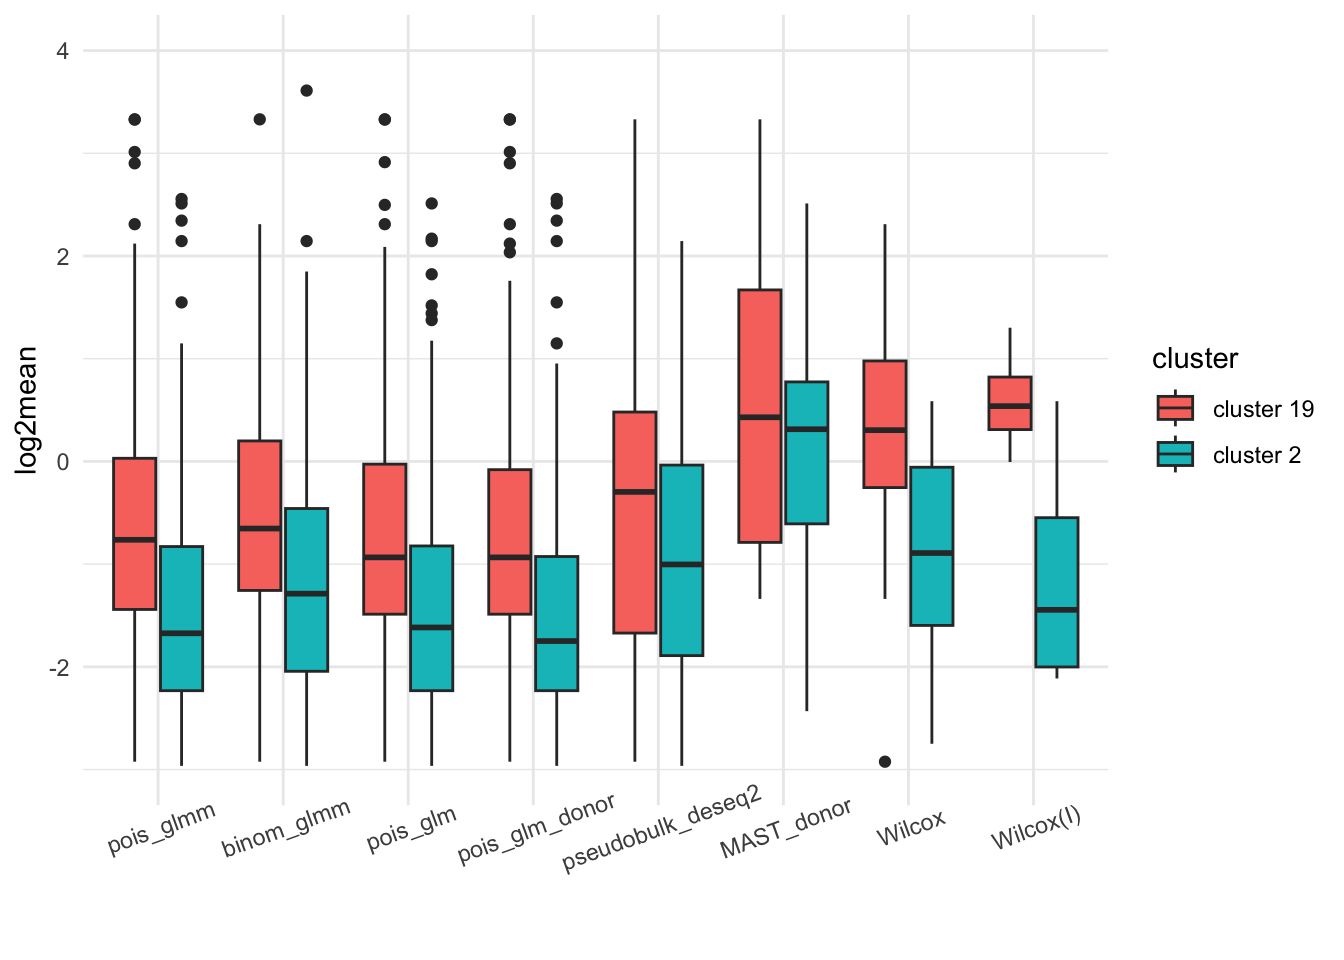 4
2
0
-2
log2mean
pois_glmm
binom_glmm
pois_glm
pois_glm_donor
pseudobulk_deseq2
MAST_donor
Wilcox
Wilcox(l)
cluster
cluster 19
cluster 2